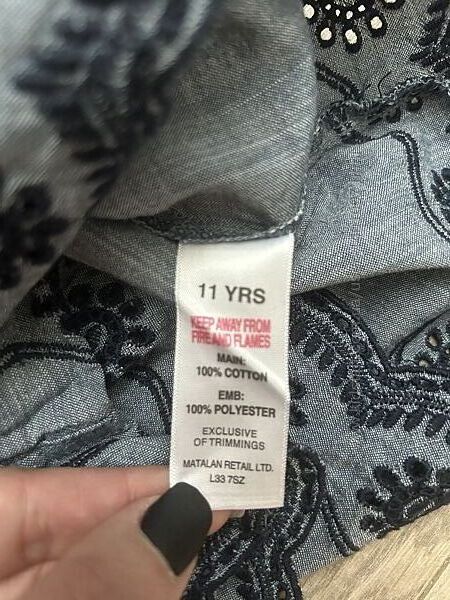 11 YRS
KEEP AWAY FROM
FIRE AND FLAMES
MAIN:
100% COTTON
EMB:
100% POLYESTER
EXCLUSIVE
OF TRIMMINGS
MATALAN RETAIL LTD.
L33 7SZ